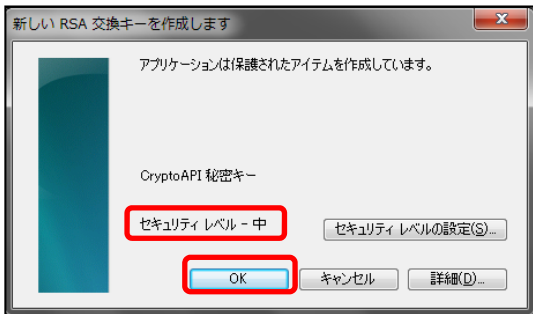 新しい RSA 交換キーを作成します
アプリケーションは保護されたアイテムを作成しています。
CryptoAPI 秘密キー
セキュリティ レベル - 中
セキュリティ レベルの設定(S)...
OK
キャンセル
詳細(D)...